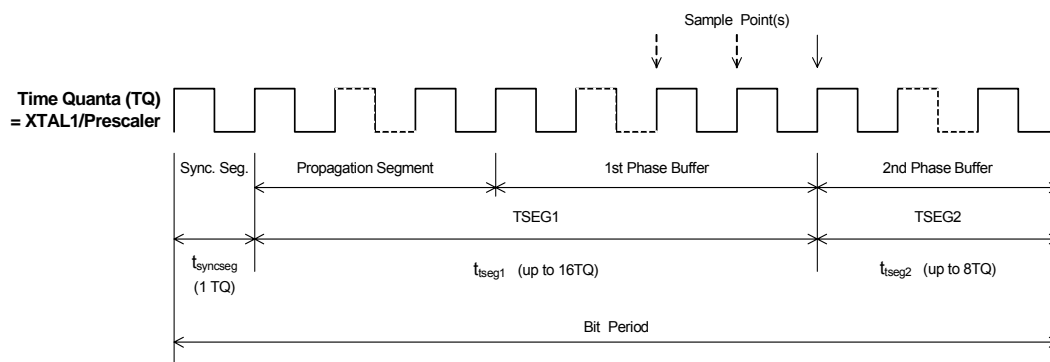 Sample Point(s)
Time Quanta (TQ)
= XTAL1/Prescaler
Sync. Seg.
Propagation Segment
1st Phase Buffer
2nd Phase Buffer
TSEG1
TSEG2
tsyncseg
(1 TQ)
ttseg1 (up to 16TQ)
ttseg2 (up to 8TQ)
Bit Period